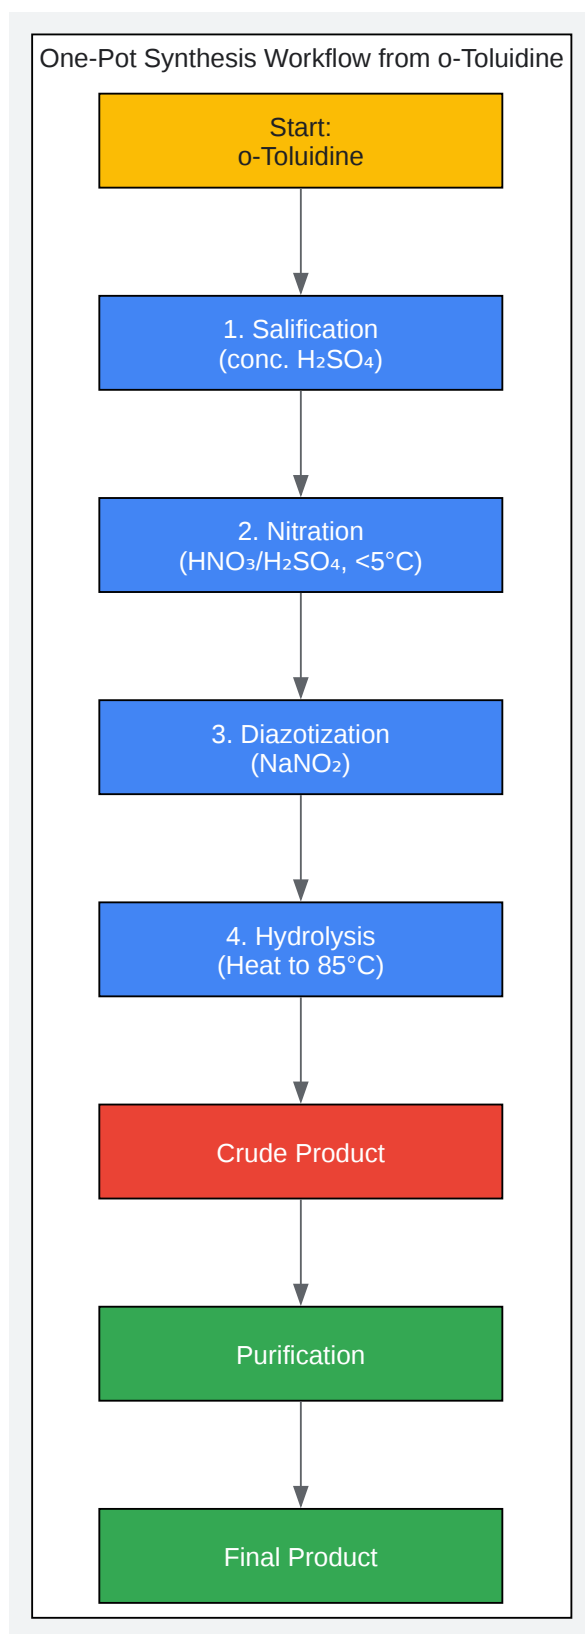 One-Pot Synthesis Workflow from o-Toluidine
Start:
o-Toluidine
1. Salification
(conc. H₂SO₄)
2. Nitration
(HNO₃/H₂SO₄, <5°C)
3. Diazotization
(NaNO₂)
4. Hydrolysis
(Heat to 85°C)
Crude Product
Purification
Final Product